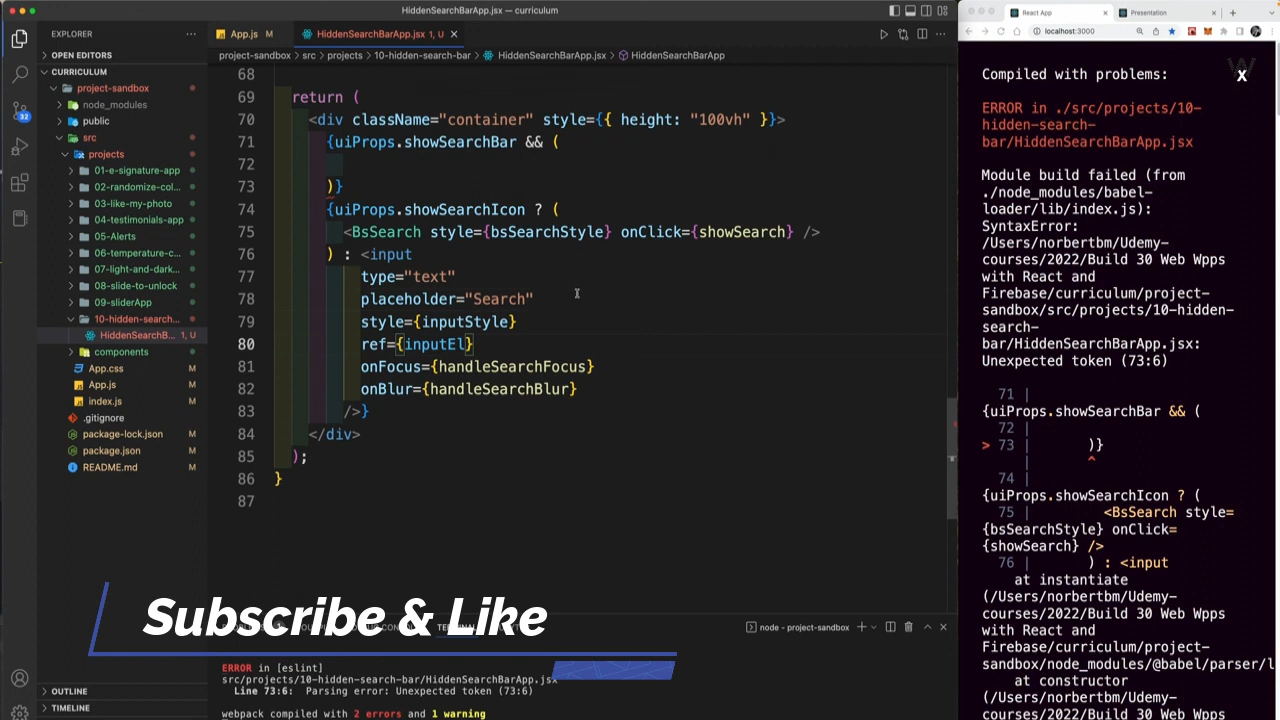 HiddenSearchBarApp.jsx — curriculum
EXPLORER
OPEN EDITORS
CURRICULUM
project-sandbox
node_modules
public
src
projects
01-e-signature-app
02-randomize-col...
03-like-my-photo
04-testimonials-app
05-Alerts
06-temperature-c...
07-light-and-dark...
08-slide-to-unlock
09-sliderApp
10-hidden-search...
HiddenSearchB... 1, U
components
App.css M
App.js M
index.js M
.gitignore
package-lock.json M
package.json M
README.md M
OUTLINE
TIMELINE
32
App.js M
HiddenSearchBarApp.jsx 1, U
project-sandbox > src > projects > 10-hidden-search-bar > HiddenSearchBarApp.jsx > HiddenSearchBarApp
68
69 return (
70 <div className="container" style={{ height: "100vh" }}>
71 {uiProps.showSearchBar && (
72
73 )}
74 {uiProps.showSearchIcon ? (
75 <BsSearch style={bsSearchStyle} onClick={showSearch} />
76 ) : <input
77 type="text"
78 placeholder="Search"
79 style={inputStyle}
80 ref={inputEl}
81 onFocus={handleSearchFocus}
82 onBlur={handleSearchBlur}
83 />}
84 </div>
85 );
86 }
87
Subscribe & Like
node - project-sandbox
ERROR in [eslint]
src/projects/10-hidden-search-bar/HiddenSearchBarApp.jsx
Line 73:6: Parsing error: Unexpected token (73:6)
webpack compiled with 2 errors and 1 warning
React App
Presentation
localhost:3000
Compiled with problems:
X
ERROR in ./src/projects/10-
hidden-search-
bar/HiddenSearchBarApp.jsx
Module build failed (from
./node_modules/babel-
loader/lib/index.js):
SyntaxError:
/Users/norbertbm/Udemy-
courses/2022/Build 30 Web Wpps
with React and
Firebase/curriculum/project-
sandbox/src/projects/10-hidden-
search-
bar/HiddenSearchBarApp.jsx:
Unexpected token (73:6)
71 |
{uiProps.showSearchBar && (
72 |
> 73 | )}
| ^
74 |
{uiProps.showSearchIcon ? (
75 | <BsSearch style=
{bsSearchStyle} onClick=
{showSearch} />
76 | ) : <input
at instantiate
(/Users/norbertbm/Udemy-
courses/2022/Build 30 Web Wpps
with React and
Firebase/curriculum/project-
sandbox/node_modules/@babel/parser/l
at constructor
(/Users/norbertbm/Udemy-
courses/2022/Build 30 Web Wpps